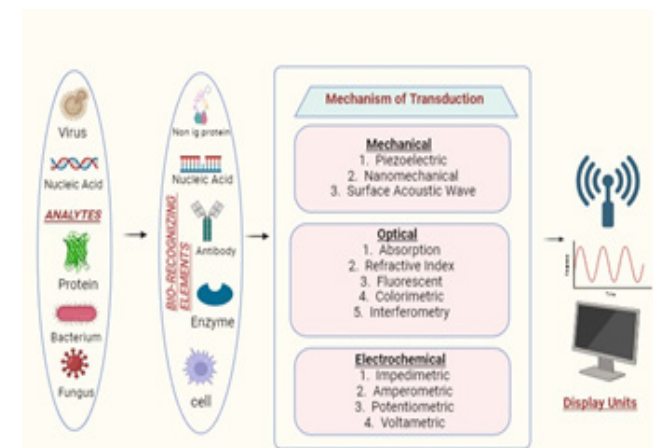 Virus
Nucleic Acid
ANALYTES
Protein
Bacterium
Fungus
Non ig protein
Nucleic Acid
BIO-RECOGNIZING
ELEMENTS
Antibody
Enzyme
cell
Mechanism of Transduction
Mechanical
1. Piezoelectric
2. Nanomechanical
3. Surface Acoustic Wave
Optical
1. Absorption
2. Refractive Index
3. Fluorescent
4. Colorimetric
5. Interferometry
Electrochemical
1. Impedimetric
2. Amperometric
3. Potentiometric
4. Voltametric
Display Units